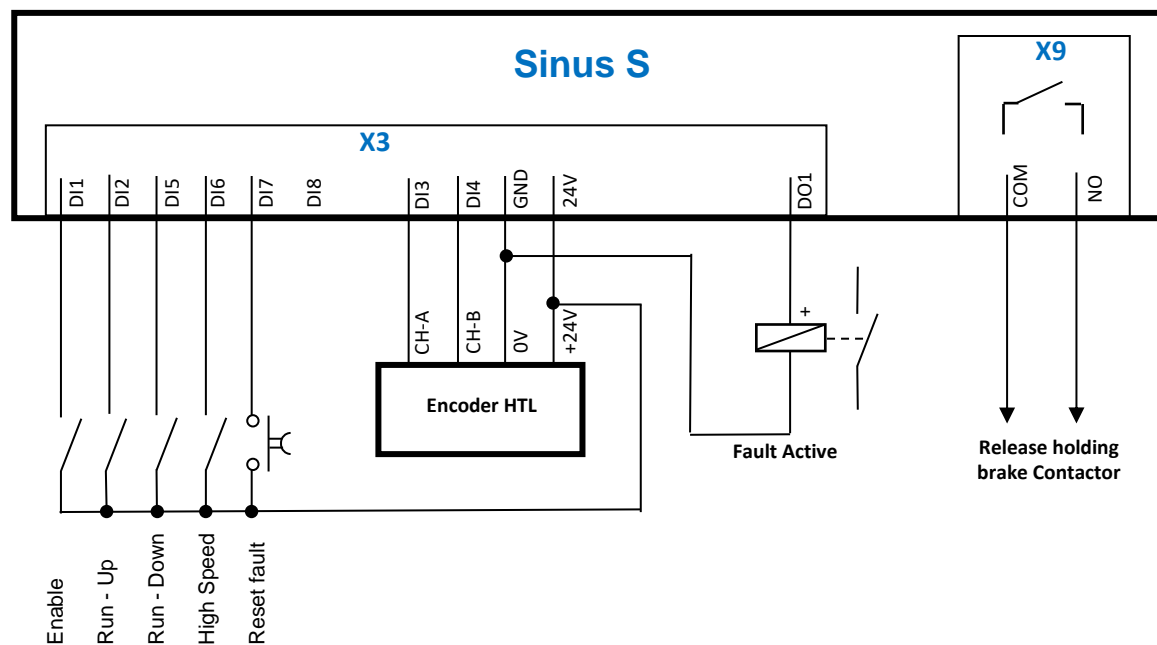 Sinus S
X9
X3
DI1
DI2
DI5
DI6
DI7
DI8
DI3
DI4
GND
24V
DO1
COM
NO
CH-A
CH-B
0V
+24V
+
Encoder HTL
Fault Active
Release holding
brake Contactor
Enable
Run - Up
Run - Down
High Speed
Reset fault